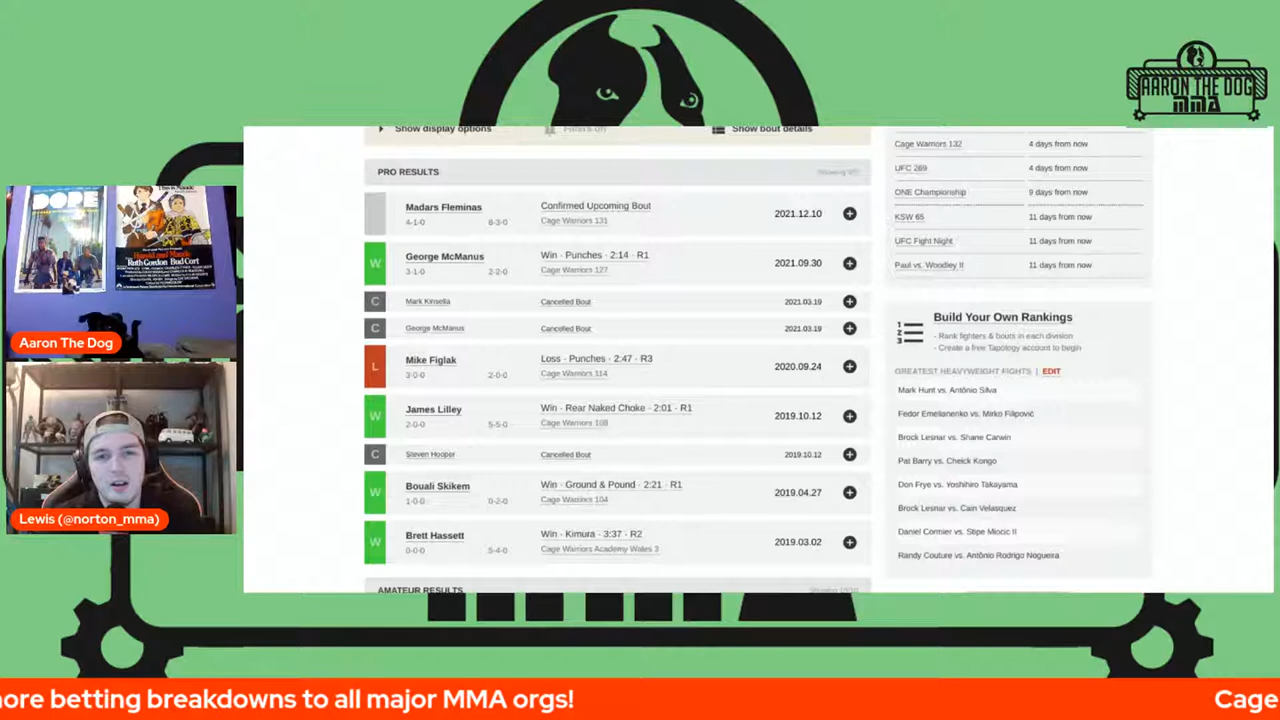 AARON THE DOG
MMA
DOPE
Harold and Maude
Ruth Gordon Bud Cort
Aaron The Dog
Lewis (@norton_mma)
Show display options
Show bout details
PRO RESULTS
Madars Fleminas
4-1-0 6-3-0
Confirmed Upcoming Bout
Cage Warriors 131
2021.12.10
W
George McManus
3-1-0 2-2-0
Win · Punches · 2:14 · R1
Cage Warriors 127
2021.09.30
C Mark Kinsella Cancelled Bout 2021.03.19
C George McManus Cancelled Bout 2021.03.19
L
Mike Figlak
3-0-0 2-0-0
Loss · Punches · 2:47 · R3
Cage Warriors 114
2020.09.24
W
James Lilley
2-0-0 5-5-0
Win · Rear Naked Choke · 2:01 · R1
Cage Warriors 108
2019.10.12
C Steven Hooper Cancelled Bout 2019.10.12
W
Bouali Skikem
1-0-0 0-2-0
Win · Ground & Pound · 2:21 · R1
Cage Warriors 104
2019.04.27
W
Brett Hassett
0-0-0 5-4-0
Win · Kimura · 3:37 · R2
Cage Warriors Academy Wales 3
2019.03.02
AMATEUR RESULTS
Cage Warriors 132 4 days from now
UFC 269 4 days from now
ONE Championship 9 days from now
KSW 65 11 days from now
UFC Fight Night 11 days from now
Paul vs. Woodley II 11 days from now
1
2
3
Build Your Own Rankings
- Rank fighters & bouts in each division
- Create a free Tapology account to begin
GREATEST HEAVYWEIGHT FIGHTS | EDIT
Mark Hunt vs. Antônio Silva
Fedor Emelianenko vs. Mirko Filipović
Brock Lesnar vs. Shane Carwin
Pat Barry vs. Cheick Kongo
Don Frye vs. Yoshihiro Takayama
Brock Lesnar vs. Cain Velasquez
Daniel Cormier vs. Stipe Miocic II
Randy Couture vs. Antônio Rodrigo Nogueira
ore betting breakdowns to all major MMA orgs! Cage